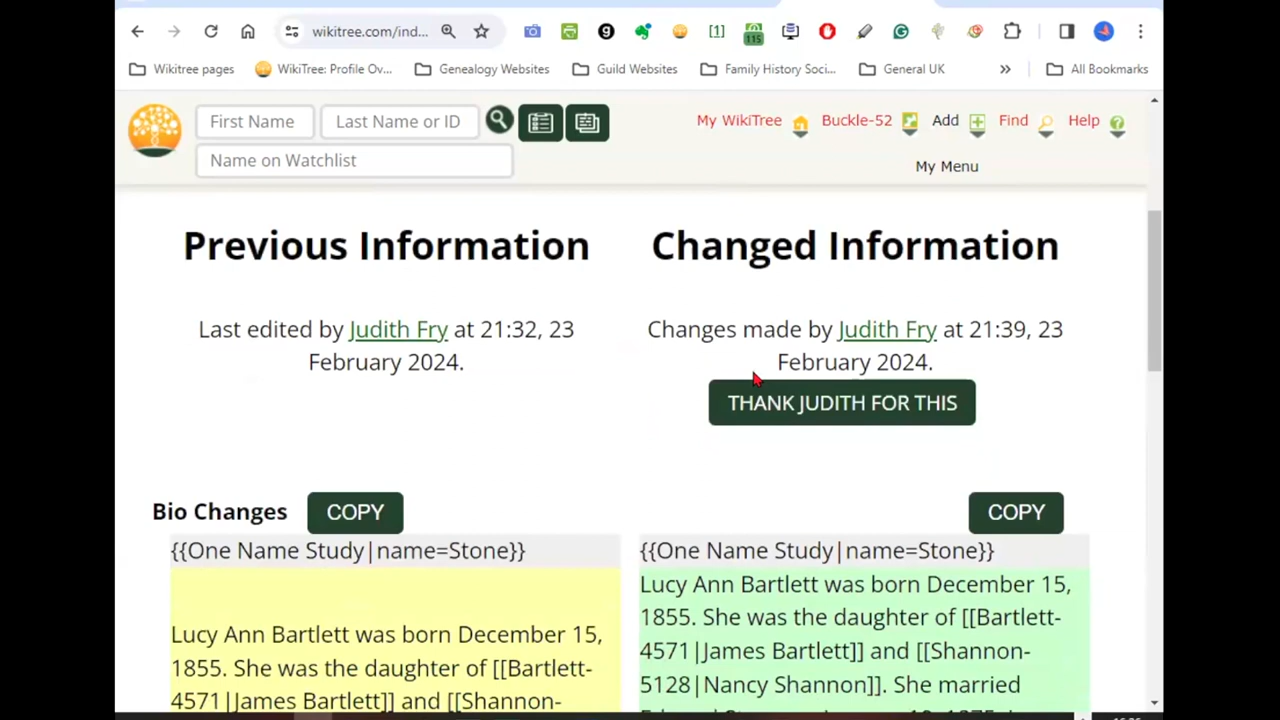 wikitree.com/ind...
[1]
115
Wikitree pages
WikiTree: Profile Ov...
Genealogy Websites
Guild Websites
Family History Soci...
General UK
»
All Bookmarks
First Name
Last Name or ID
My WikiTree
Buckle-52
Add
Find
Help
Name on Watchlist
My Menu
Previous Information
Changed Information
Last edited by Judith Fry at 21:32, 23
February 2024.
Changes made by Judith Fry at 21:39, 23
February 2024.
THANK JUDITH FOR THIS
Bio Changes
COPY
COPY
{{One Name Study|name=Stone}}
Lucy Ann Bartlett was born December 15,
1855. She was the daughter of [[Bartlett-
4571|James Bartlett]] and [[Shannon-
{{One Name Study|name=Stone}}
Lucy Ann Bartlett was born December 15,
1855. She was the daughter of [[Bartlett-
4571|James Bartlett]] and [[Shannon-
5128|Nancy Shannon]]. She married